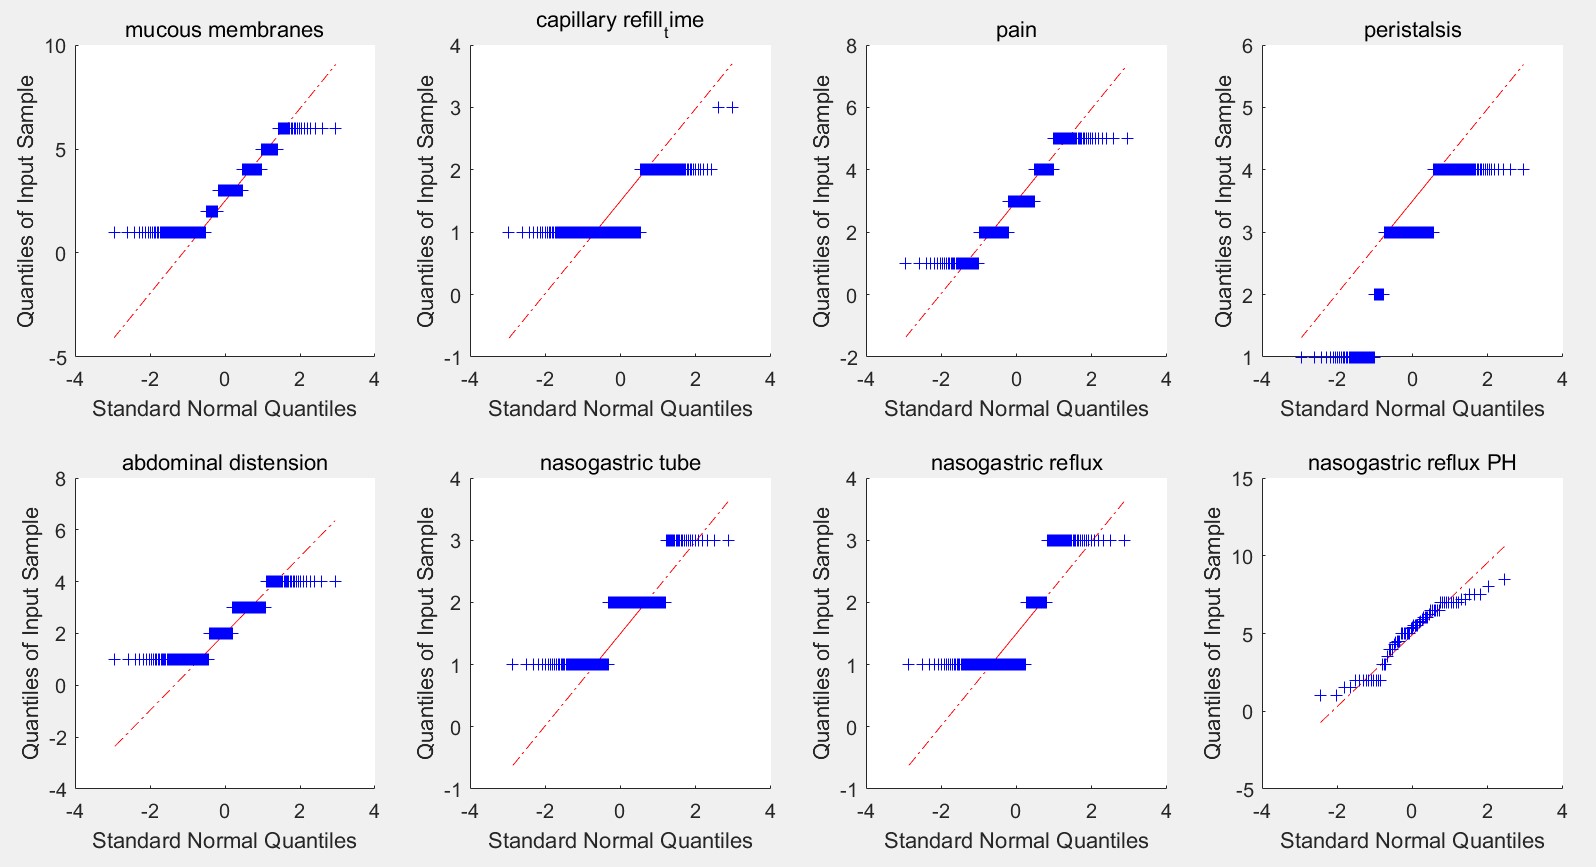 mucous membranes
Quantiles of Input Sample
10
5
0
-5
-4 -2 0 2 4
Standard Normal Quantiles
capillary refill_time
Quantiles of Input Sample
4
3
2
1
0
-1
-4 -2 0 2 4
Standard Normal Quantiles
pain
Quantiles of Input Sample
8
6
4
2
0
-2
-4 -2 0 2 4
Standard Normal Quantiles
peristalsis
Quantiles of Input Sample
6
5
4
3
2
1
-4 -2 0 2 4
Standard Normal Quantiles
abdominal distension
Quantiles of Input Sample
8
6
4
2
0
-2
-4
-4 -2 0 2 4
Standard Normal Quantiles
nasogastric tube
Quantiles of Input Sample
4
3
2
1
0
-1
-4 -2 0 2 4
Standard Normal Quantiles
nasogastric reflux
Quantiles of Input Sample
4
3
2
1
0
-1
-4 -2 0 2 4
Standard Normal Quantiles
nasogastric reflux PH
Quantiles of Input Sample
15
10
5
0
-5
-4 -2 0 2 4
Standard Normal Quantiles